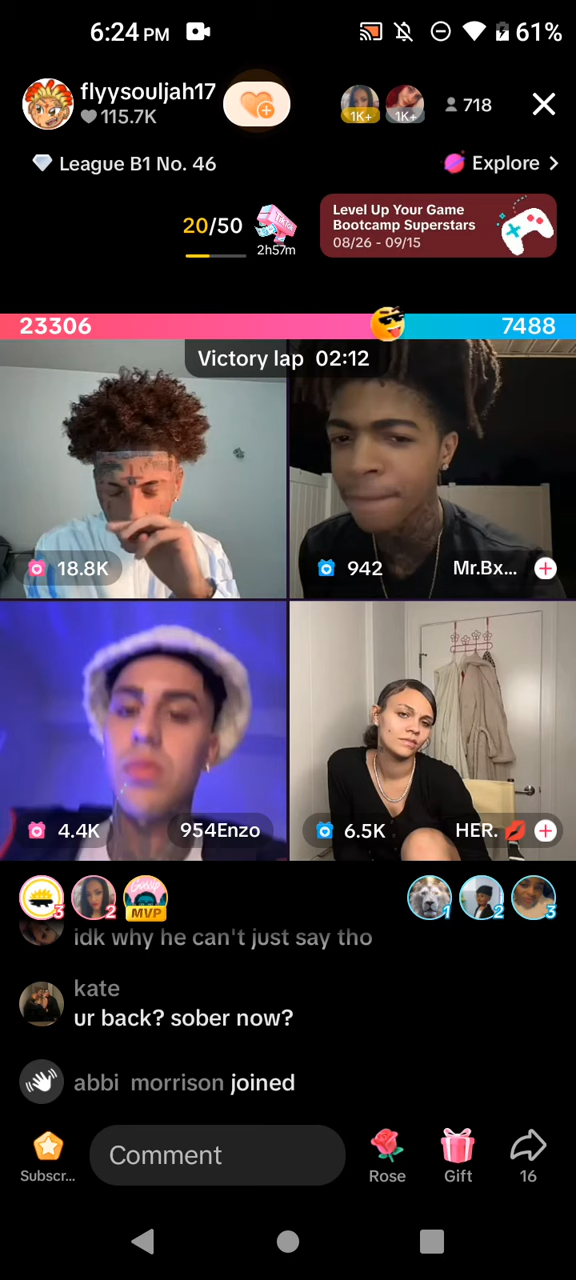 6:24 PM
61%
flyysouljah17
115.7K
1K+
1K+
718
League B1 No. 46
Explore
20/50
TikTok
2h57m
Level Up Your Game
Bootcamp Superstars
08/26 - 09/15
23306
7488
Victory lap 02:12
18.8K
942
Mr.Bx...
4.4K
954Enzo
6.5K
HER.
3
2
MVP
1
2
3
idk why he can't just say tho
kate
ur back? sober now?
abbi morrison joined
Subscr...
Comment
Rose
Gift
16